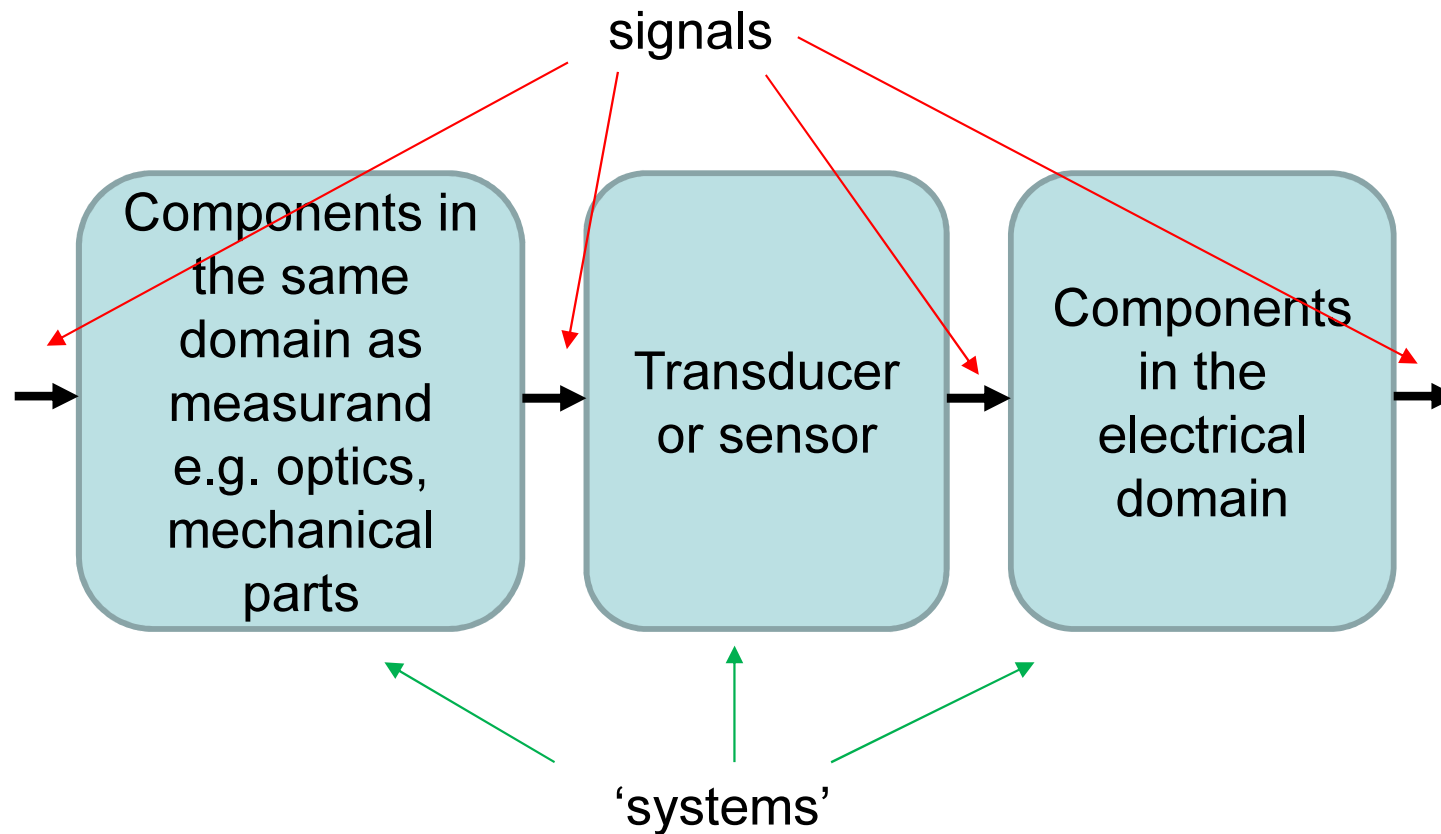 signals
Components in
the same
domain as
measurand
e.g. optics,
mechanical
parts
Transducer
or sensor
Components
in the
electrical
domain
‘systems’